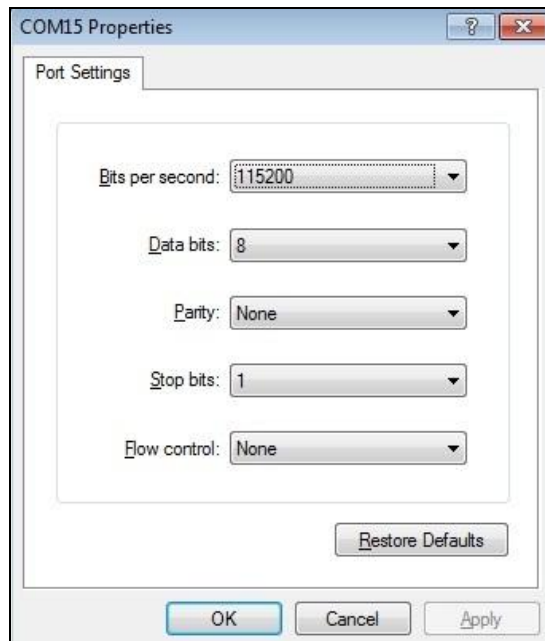 COM15 Properties
?
Port Settings
Bits per second: 115200
Data bits: 8
Parity: None
Stop bits: 1
Flow control: None
Restore Defaults
OK Cancel Apply